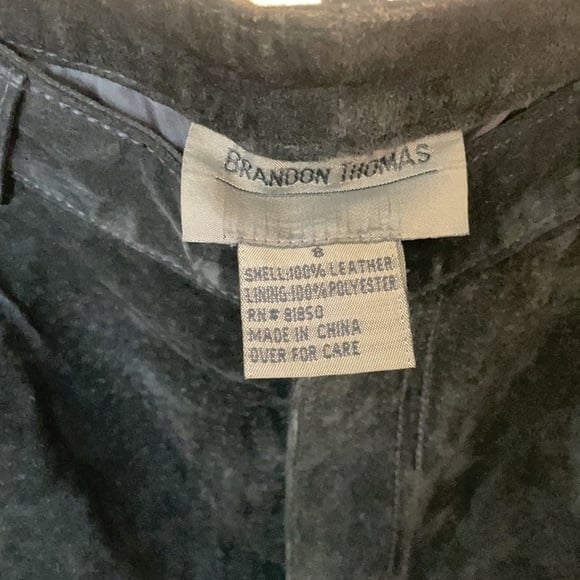 BRANDON THOMAS
8
SHELL:100% LEATHER
LINING:100% POLYESTER
RN# 81850
MADE IN CHINA
OVER FOR CARE